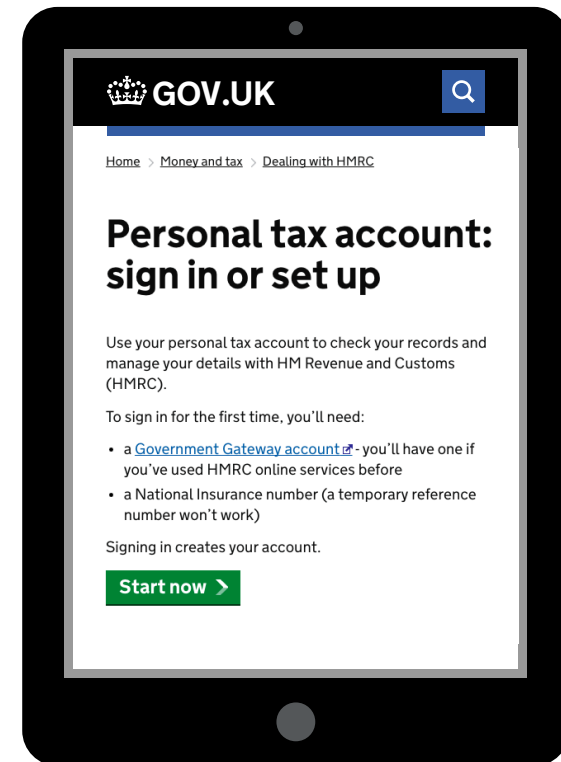 GOV.UK
Home > Money and tax > Dealing with HMRC
Personal tax account:
sign in or set up
Use your personal tax account to check your records and
manage your details with HM Revenue and Customs
(HMRC).
To sign in for the first time, you'll need:
• a Government Gateway account - you'll have one if
you've used HMRC online services before
• a National Insurance number (a temporary reference
number won't work)
Signing in creates your account.
Start now